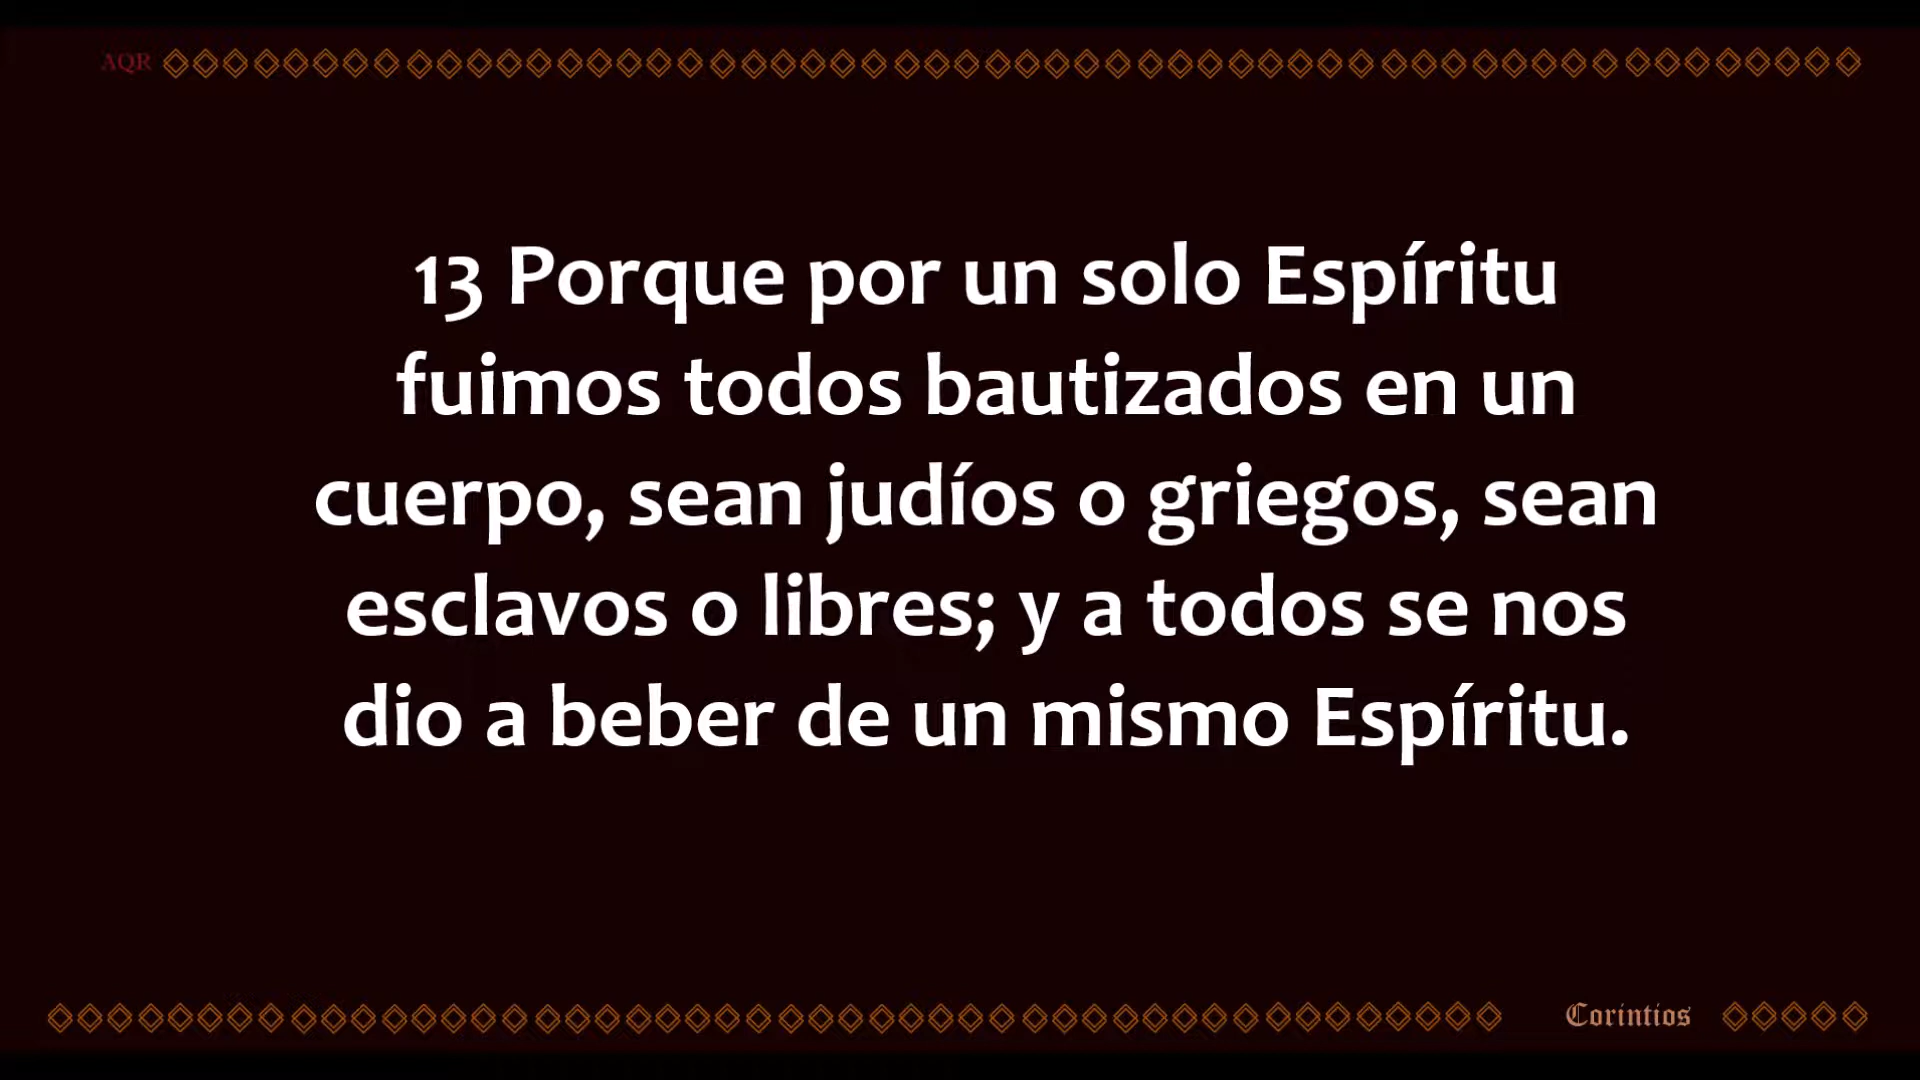 AQR
13 Porque por un solo Espíritu
fuimos todos bautizados en un
cuerpo, sean judíos o griegos, sean
esclavos o libres; y a todos se nos
dio a beber de un mismo Espíritu.
Corintios